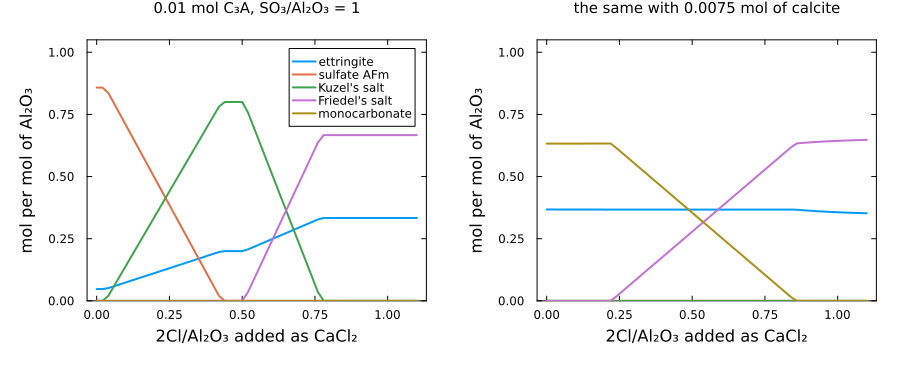 0.01 mol C₃A, SO₃/Al₂O₃ = 1
mol per mol of Al₂O₃
1.00
0.75
0.50
0.25
0.00
ettringite
sulfate AFm
Kuzel's salt
Friedel's salt
monocarbonate
0.00 0.25 0.50 0.75 1.00
2Cl/Al₂O₃ added as CaCl₂
the same with 0.0075 mol of calcite
mol per mol of Al₂O₃
1.00
0.75
0.50
0.25
0.00
0.00 0.25 0.50 0.75 1.00
2Cl/Al₂O₃ added as CaCl₂